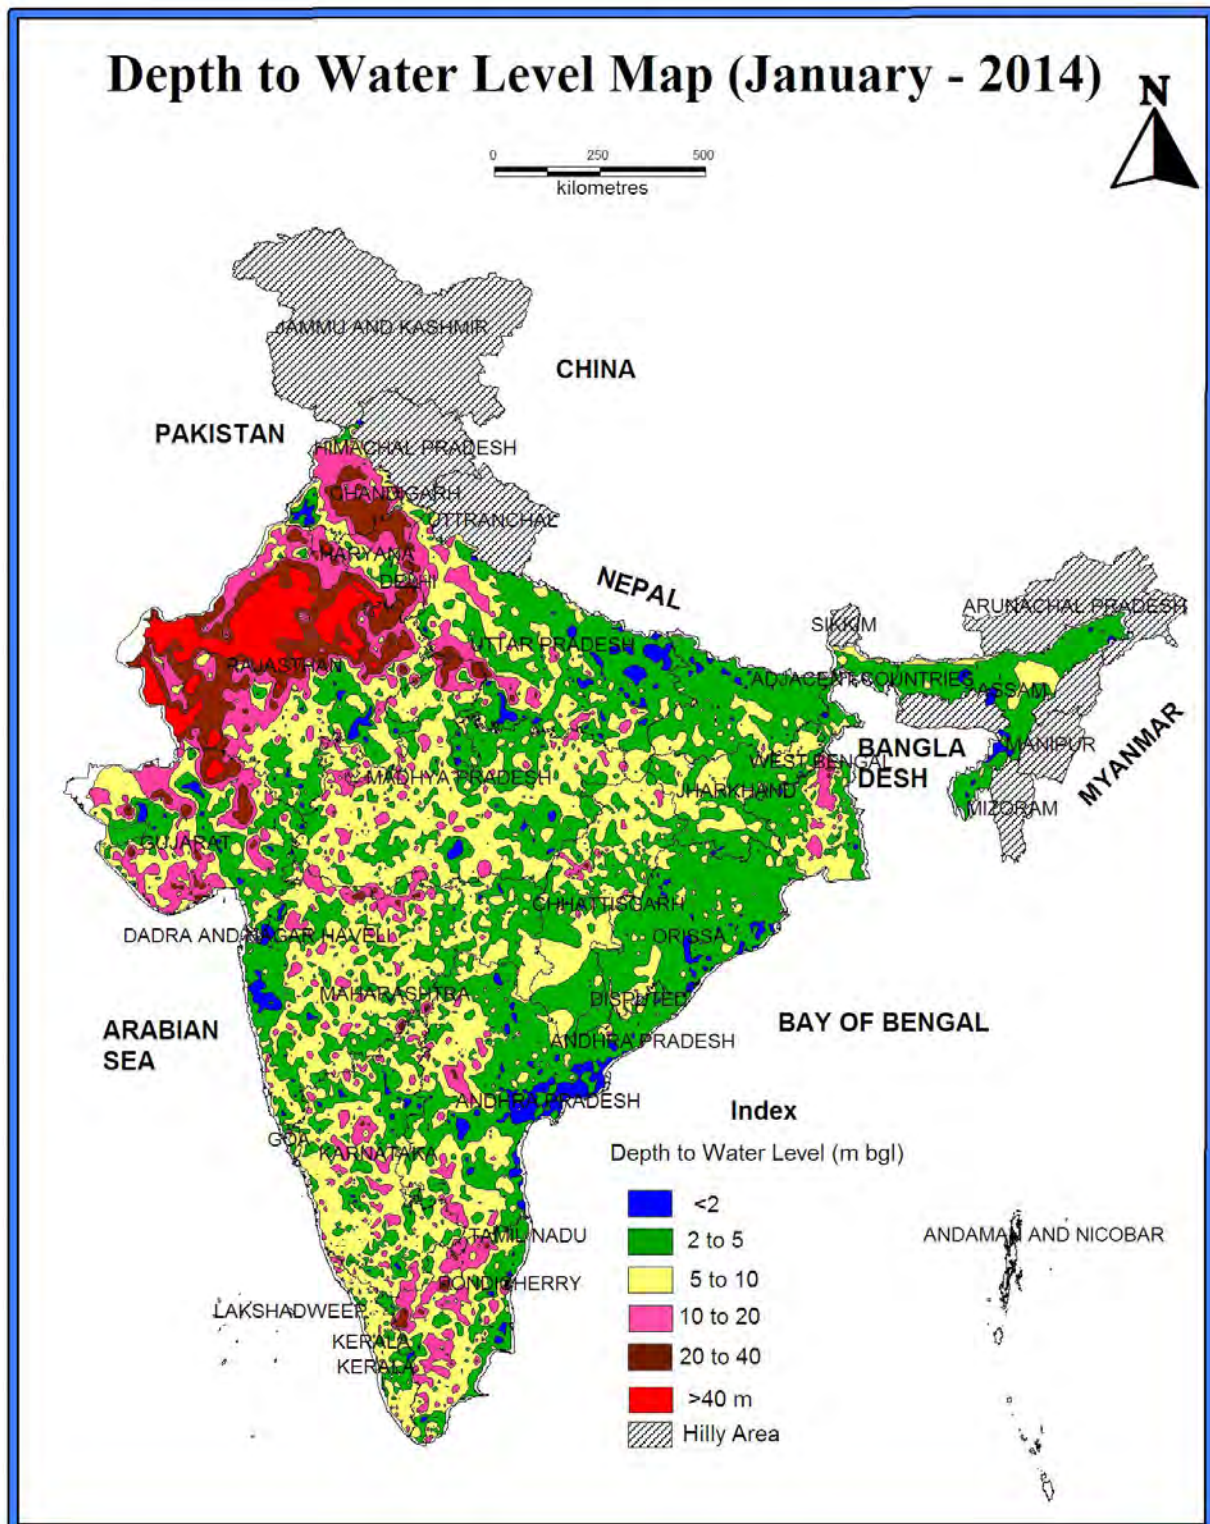 Depth to Water Level Map (January - 2014)
N
0 250 500
kilometres
JAMMU AND KASHMIR
CHINA
PAKISTAN
HIMACHAL PRADESH
CHANDIGARH
UTTRANCHAL
HARYANA
DELHI
NEPAL
ARUNACHAL PRADESH
SIKKIM
UTTAR PRADESH
RAJASTHAN
ADJACENT COUNTRIES
ASSAM
MANIPUR
BANGLA
DESH
MYANMAR
WEST BENGAL
MADHYA PRADESH
JHARKHAND
MIZORAM
GUJARAT
CHHATTISGARH
DADRA AND NAGAR HAVELI
ORISSA
MAHARASHTRA
DISPUTED
ARABIAN
SEA
BAY OF BENGAL
ANDHRA PRADESH
ANDHRA PRADESH
GOA
KARNATAKA
TAMIL NADU
PONDICHERRY
LAKSHADWEEP
KERALA
KERALA
ANDAMAN AND NICOBAR
Index
Depth to Water Level (m bgl)
<2
2 to 5
5 to 10
10 to 20
20 to 40
>40 m
Hilly Area